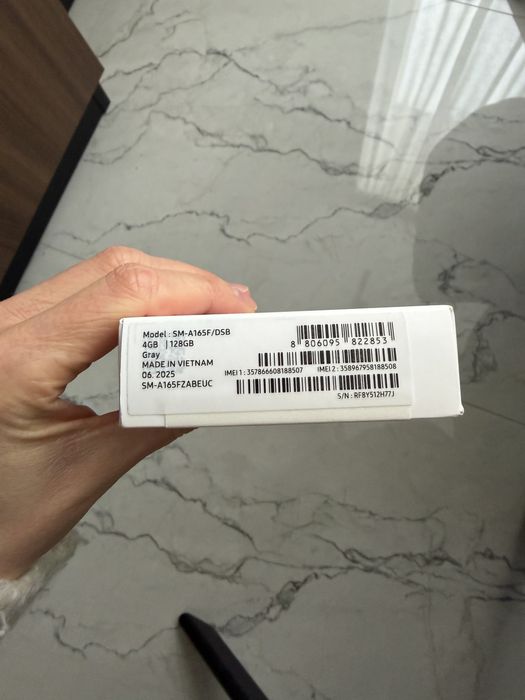 Model : SM-A165F/DSB
4GB | 128GB
Gray
MADE IN VIETNAM
06. 2025
SM-A165FZABEUC
8 806095 822853
IMEI 1 : 357866608188507 IMEI 2 : 358967958188508
S/N : RF8Y512H77J